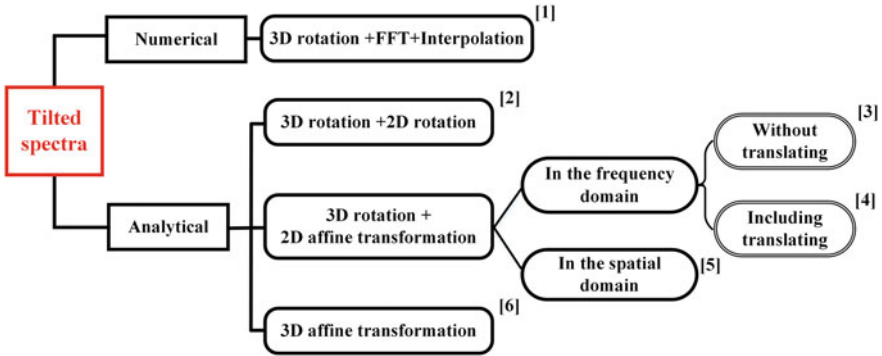 Tilted
spectra
Numerical
3D rotation +FFT+Interpolation
[1]
Analytical
3D rotation +2D rotation
[2]
3D rotation +
2D affine transformation
In the frequency
domain
Without
translating
[3]
Including
translating
[4]
In the spatial
domain
[5]
3D affine transformation
[6]